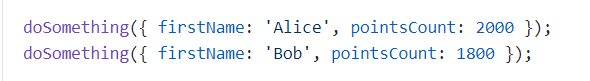 doSomething({ firstName: 'Alice', pointsCount: 2000 });
doSomething({ firstName: 'Bob', pointsCount: 1800 });